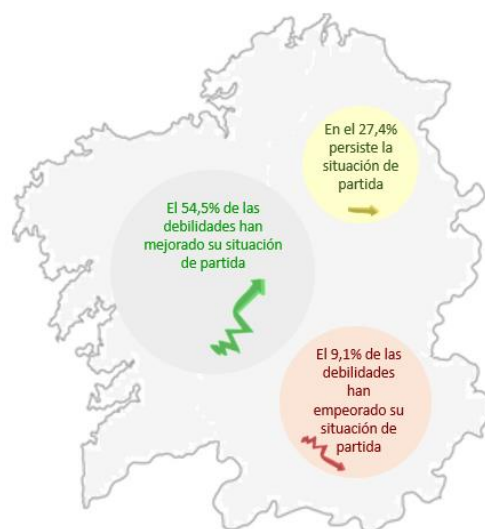 En el 27,4%
persiste la
situación de
partida
El 54,5% de las
debilidades han
mejorado su situación
de partida
El 9,1% de las
debilidades
han
empeorado su
situación de
partida